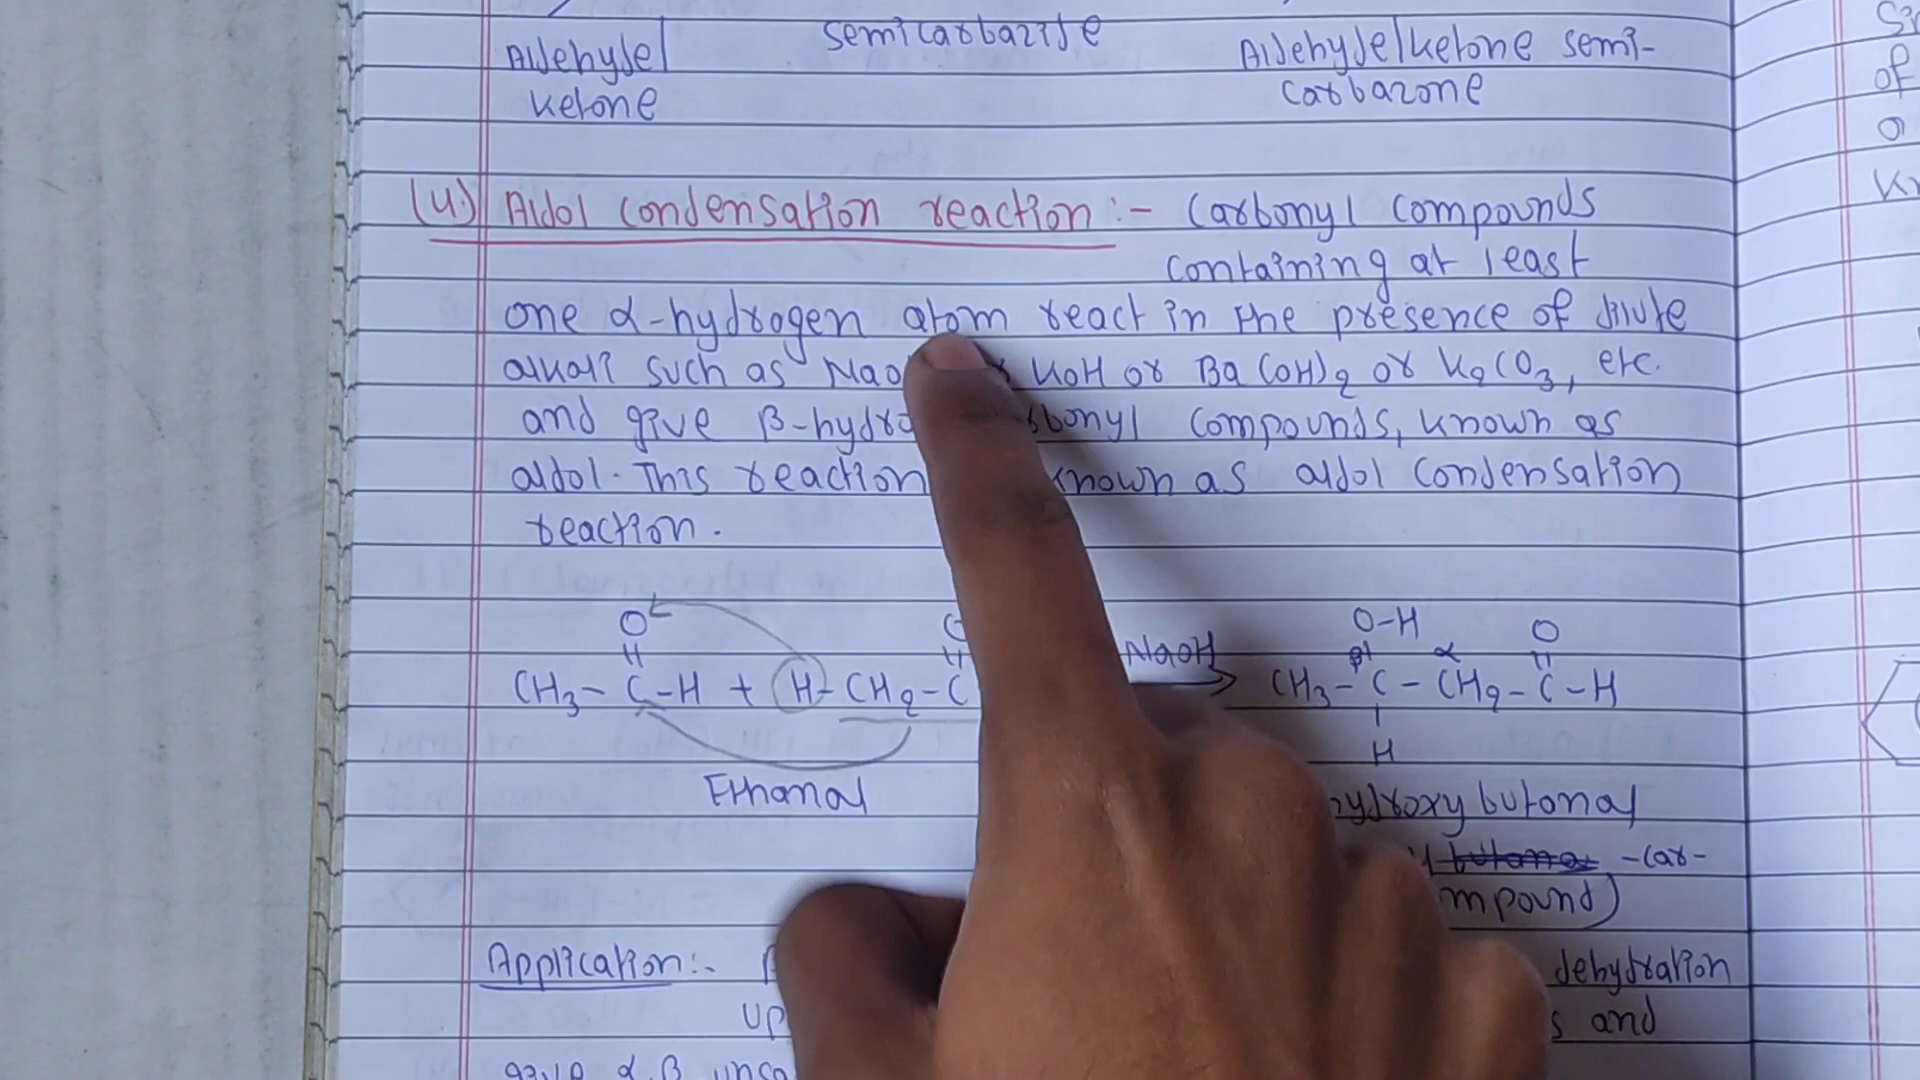 Aldehyde/ semicarbazide Aldehyde/ketone semi-
ketone carbazone
(4.) Aldol condensation reaction :- Carbonyl compounds
containing at least
one α-hydrogen atom react in the presence of dilute
alkali such as NaO KOH or Ba(OH)2 or K2CO3, etc.
and give β-hydro bonyl compounds, known as
aldol. This reaction known as aldol condensation
reaction.
O O-H α O
|| β| ||
CH3-C-H + H-CH2-C NaOH → CH3-C-CH2-C-H
|
H
Ethanal hydroxy butanal
-car-
mpound)
Application:- dehydration
up s and
gave α,β unsa